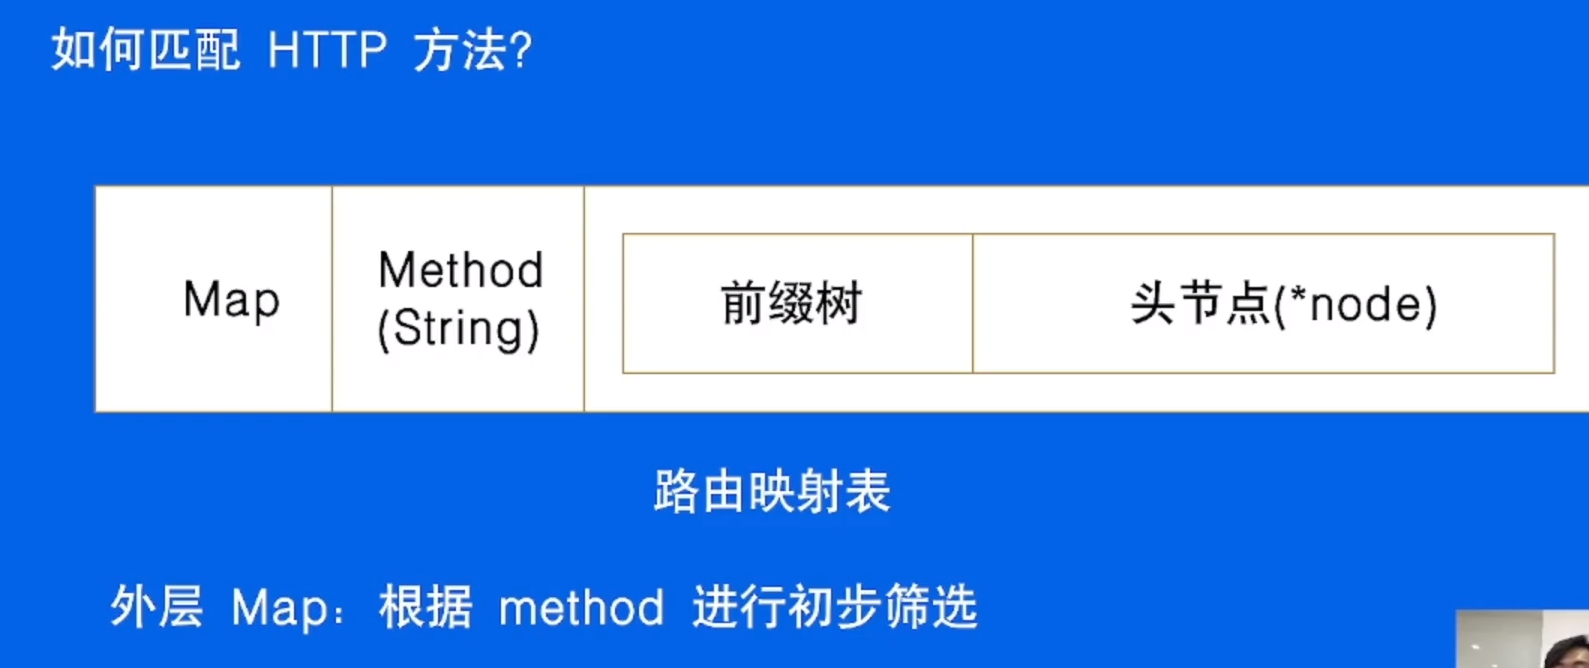 如何匹配 HTTP 方法?
Map
Method
(String)
前缀树
头节点(*node)
路由映射表
外层 Map：根据 method 进行初步筛选